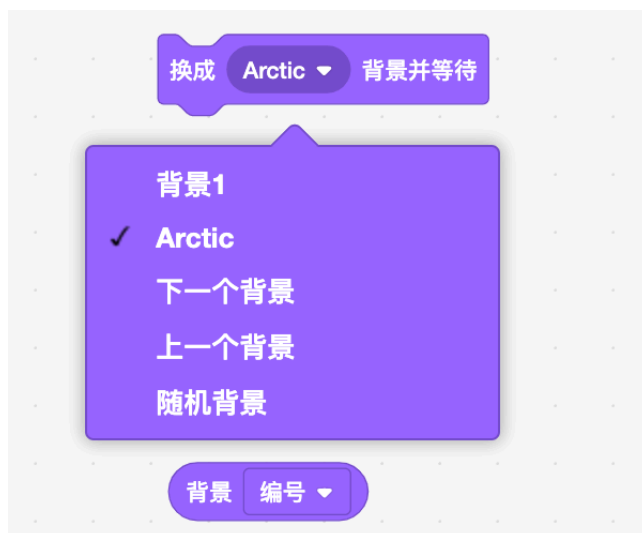 换成 Arctic 背景并等待
背景1
Arctic
下一个背景
上一个背景
随机背景
背景 编号